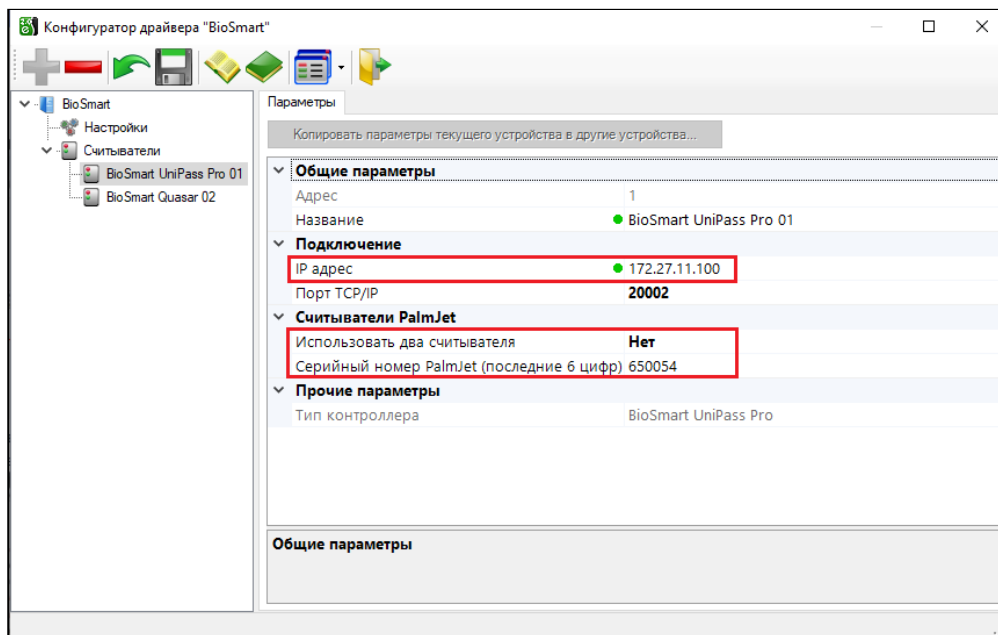 Конфигуратор драйвера "BioSmart"
BioSmart
Настройки
Считыватели
BioSmart UniPass Pro 01
BioSmart Quasar 02
Параметры
Копировать параметры текущего устройства в другие устройства...
Общие параметры
Адрес 1
Название BioSmart UniPass Pro 01
Подключение
IP адрес 172.27.11.100
Порт TCP/IP 20002
Считыватели PalmJet
Использовать два считывателя Нет
Серийный номер PalmJet (последние 6 цифр) 650054
Прочие параметры
Тип контроллера BioSmart UniPass Pro
Общие параметры